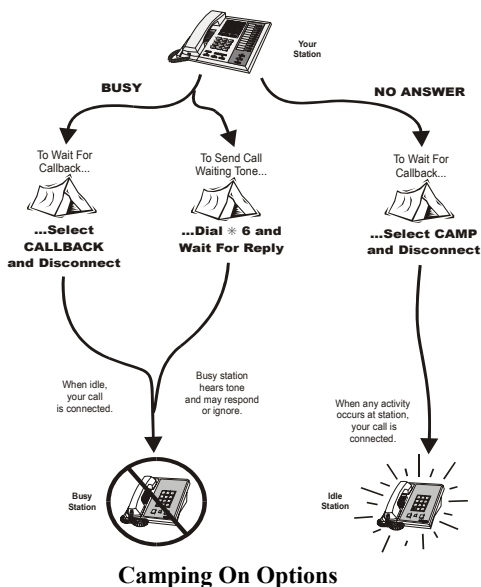 Your
Station
BUSY
NO ANSWER
To Wait For
Callback...
...Select
CALLBACK
and Disconnect
To Send Call
Waiting Tone...
...Dial ✳ 6 and
Wait For Reply
To Wait For
Callback...
...Select CAMP
and Disconnect
When idle,
your call
is connected.
Busy station
hears tone
and may respond
or ignore.
When any activity
occurs at station,
your call is
connected.
Busy
Station
Idle
Station
Camping On Options